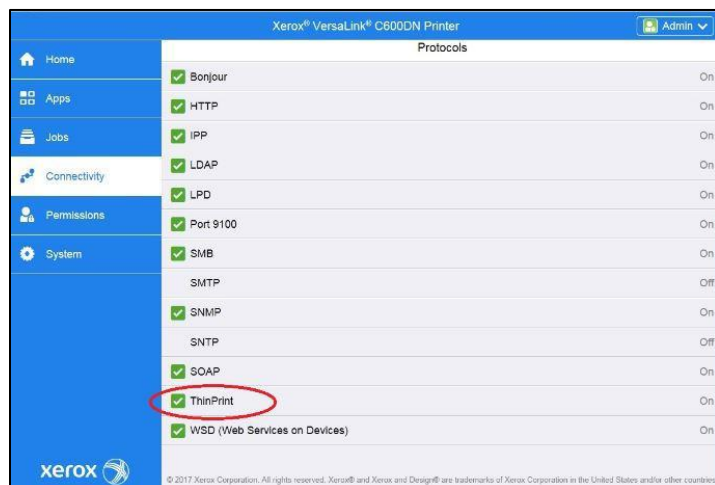 Xerox® VersaLink® C600DN Printer
Admin
Protocols
Home
Apps
Jobs
Connectivity
Permissions
System
Bonjour On
HTTP On
IPP On
LDAP On
LPD On
Port 9100 On
SMB On
SMTP Off
SNMP On
SNTP Off
SOAP On
ThinPrint On
WSD (Web Services on Devices) On
xerox
© 2017 Xerox Corporation. All rights reserved. Xerox® and Xerox and Design® are trademarks of Xerox Corporation in the United States and/or other countries